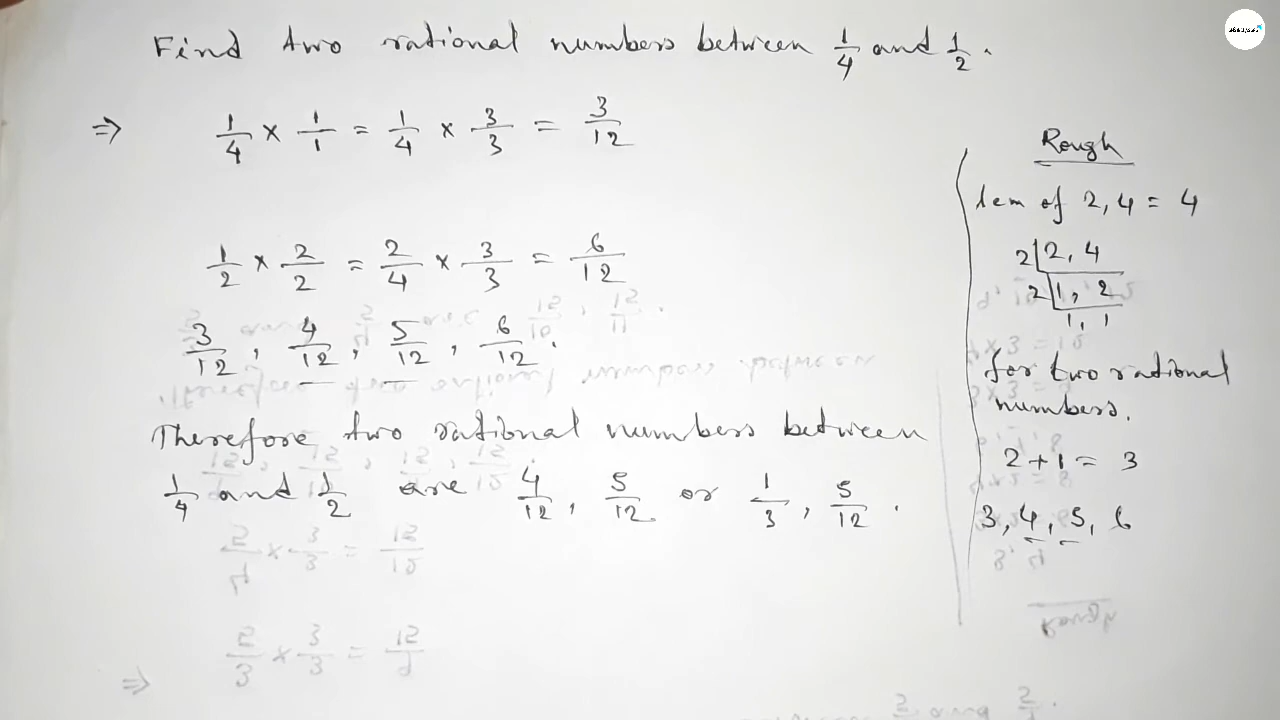 Find two rational numbers between 1/4 and 1/2.
⇒ 1/4 × 1/1 = 1/4 × 3/3 = 3/12
1/2 × 2/2 = 2/4 × 3/3 = 6/12
3/12, 4/12, 5/12, 6/12.
Therefore two rational numbers between
1/4 and 1/2 are 4/12, 5/12 or 1/3, 5/12.
Rough
lcm of 2, 4 = 4
2 | 2, 4
2 | 1, 2
1, 1
for two rational
numbers.
2 + 1 = 3
3, 4, 5, 6